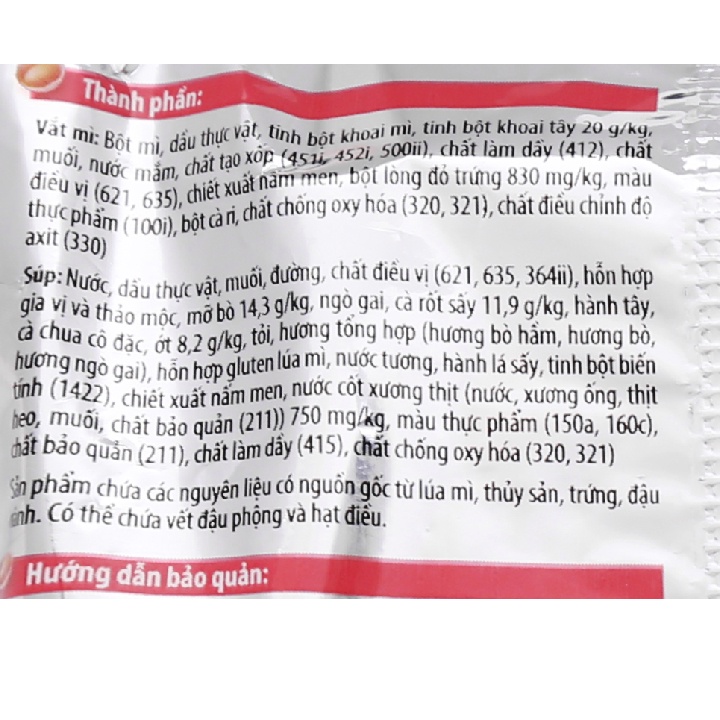 Thành phần:
Vắt mì: Bột mì, dầu thực vật, tinh bột khoai mì, tinh bột khoai tây 20 g/kg,
muối, nước mắm, chất tạo xốp (451i, 452i, 500ii), chất làm dầy (412), chất
điều vị (621, 635), chiết xuất nấm men, bột lòng đỏ trứng 830 mg/kg, màu
thực phẩm (100i), bột cà ri, chất chống oxy hóa (320, 321), chất điều chỉnh độ
axit (330)
Súp: Nước, dầu thực vật, muối, đường, chất điều vị (621, 635, 364ii), hỗn hợp
gia vị và thảo mộc, mỡ bò 14,3 g/kg, ngò gai, cà rốt sấy 11,9 g/kg, hành tây,
cà chua cô đặc, ớt 8,2 g/kg, tỏi, hương tổng hợp (hương bò hầm, hương bò,
hương ngò gai), hỗn hợp gluten lúa mì, nước tương, hành lá sấy, tinh bột biến
tính (1422), chiết xuất nấm men, nước cốt xương thịt (nước, xương ống, thịt
heo, muối, chất bảo quản (211)) 750 mg/kg, màu thực phẩm (150a, 160c),
chất bảo quản (211), chất làm dầy (415), chất chống oxy hóa (320, 321)
Sản phẩm chứa các nguyên liệu có nguồn gốc từ lúa mì, thủy sản, trứng, đậu
nành. Có thể chứa vết đậu phộng và hạt điều.
Hướng dẫn bảo quản: